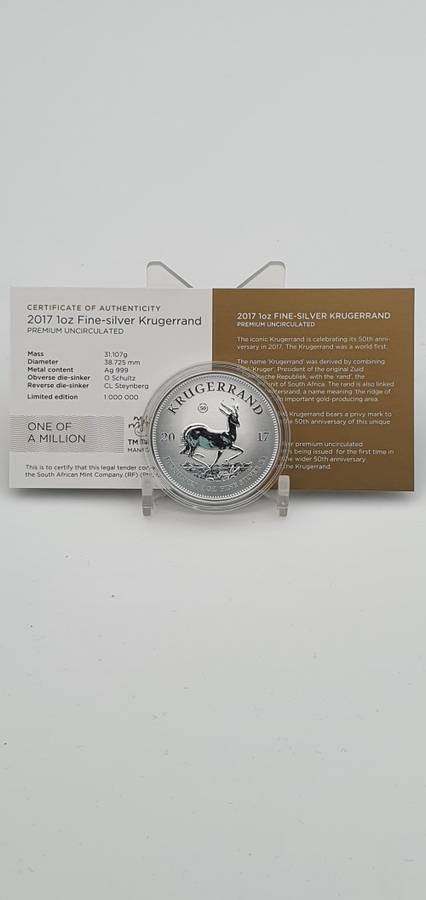 CERTIFICATE OF AUTHENTICITY
2017 1oz Fine-silver Krugerrand
PREMIUM UNCIRCULATED
Mass 31.107g
Diameter 38.725 mm
Metal content Ag 999
Obverse die-sinker O Schultz
Reverse die-sinker CL Steynberg
Limited edition 1 000 000
ONE OF
A MILLION
This is to certify that this legal tender
the South African Mint Company (RF)
KRUGERRAND
50
20 17
FINE SILVER
2017 1oz FINE-SILVER KRUGERRAND
PREMIUM UNCIRCULATED
The iconic Krugerrand is celebrating its 50th anni-
versary in 2017. The Krugerrand was a world first.
The name 'Krugerrand' was derived by combining
President of the original Zuid
Republiek, with the 'rand', the
unit of South Africa. The rand is also linked
a name meaning 'the ridge of
important gold-producing area.
Krugerrand bears a privy mark to
the 50th anniversary of this unique
premium uncirculated
is being issued for the first time in
the wider 50th anniversary
the Krugerrand.